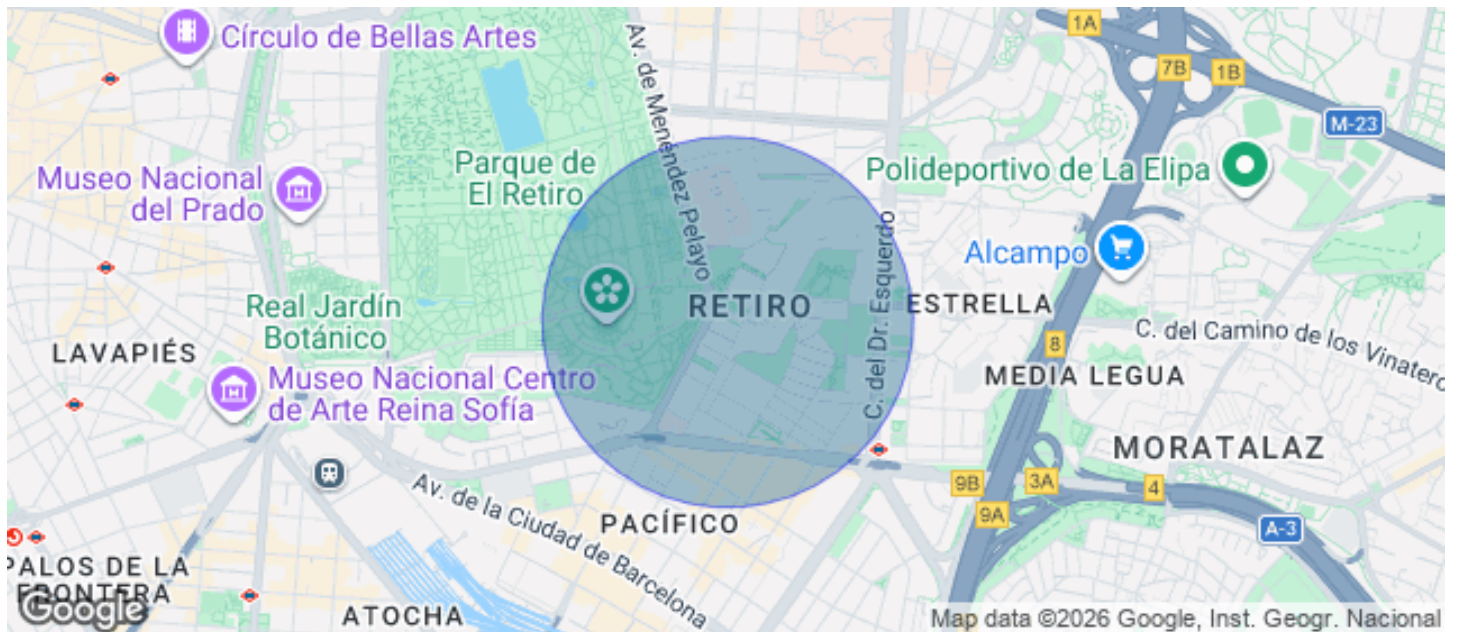 Círculo de Bellas Artes
Av. de Menéndez Pelayo
1A
7B
1B
M-23
Parque de
El Retiro
Polideportivo de La Elipa
Museo Nacional
del Prado
Alcampo
Real Jardín
Botánico
RETIRO
C. del Dr. Esquerdo
ESTRELLA
C. del Camino de los Vinatero
8
LAVAPIÉS
Museo Nacional Centro
de Arte Reina Sofía
MEDIA LEGUA
MORATALAZ
9B
3A
4
9A
A-3
Av. de la Ciudad de Barcelona
PACÍFICO
PALOS DE LA
FRONTERA
ATOCHA
Google
Map data ©2026 Google, Inst. Geogr. Nacional